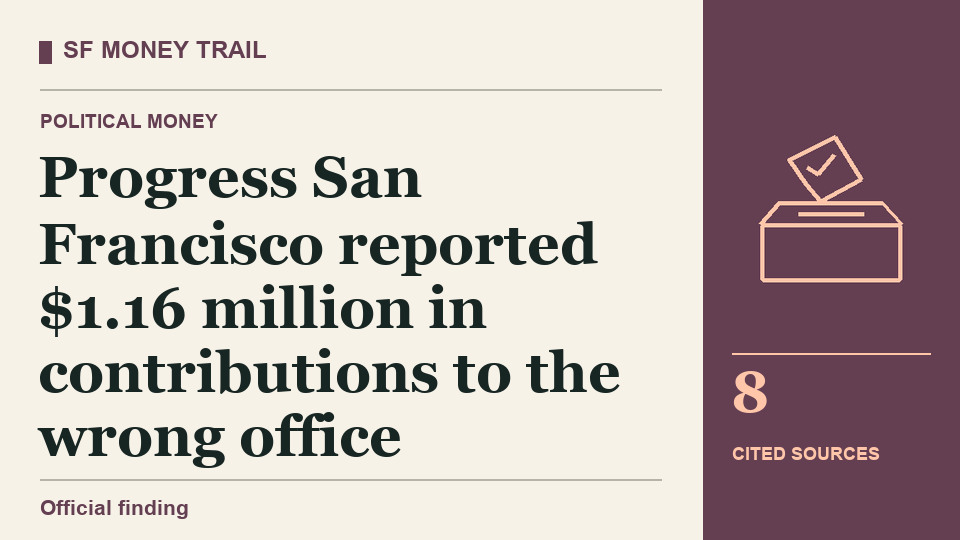 SF MONEY TRAIL
POLITICAL MONEY
Progress San
Francisco reported
$1.16 million in
contributions to the
wrong office
Official finding
8
CITED SOURCES